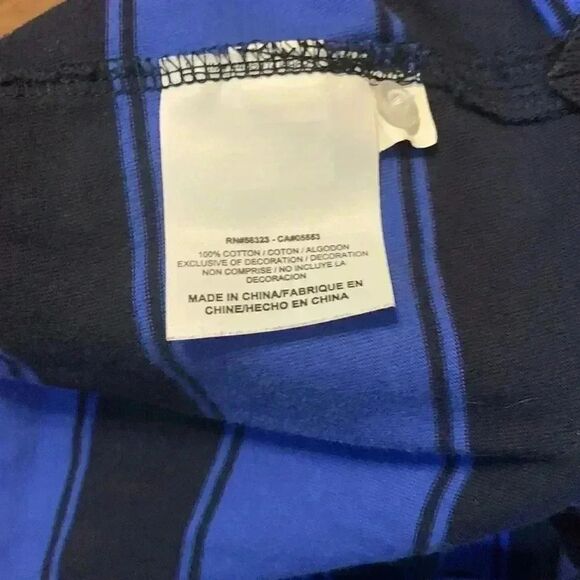 RN#56323 - CA#05553
100% COTTON / COTON / ALGODON
EXCLUSIVE OF DECORATION / DECORATION
NON COMPRISE / NO INCLUYE LA
DECORACION
MADE IN CHINA/FABRIQUE EN
CHINE/HECHO EN CHINA